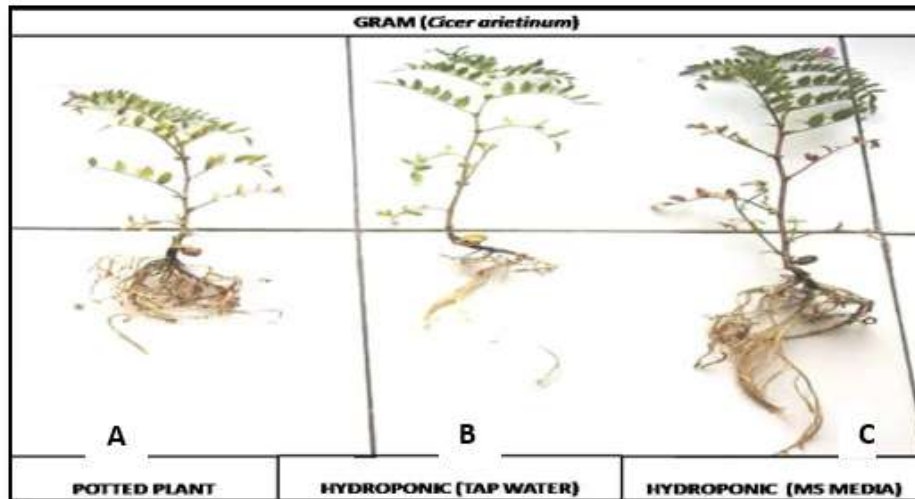 GRAM (Cicer arietinum)
A
B
C
POTTED PLANT
HYDROPONIC (TAP WATER)
HYDROPONIC (MS MEDIA)